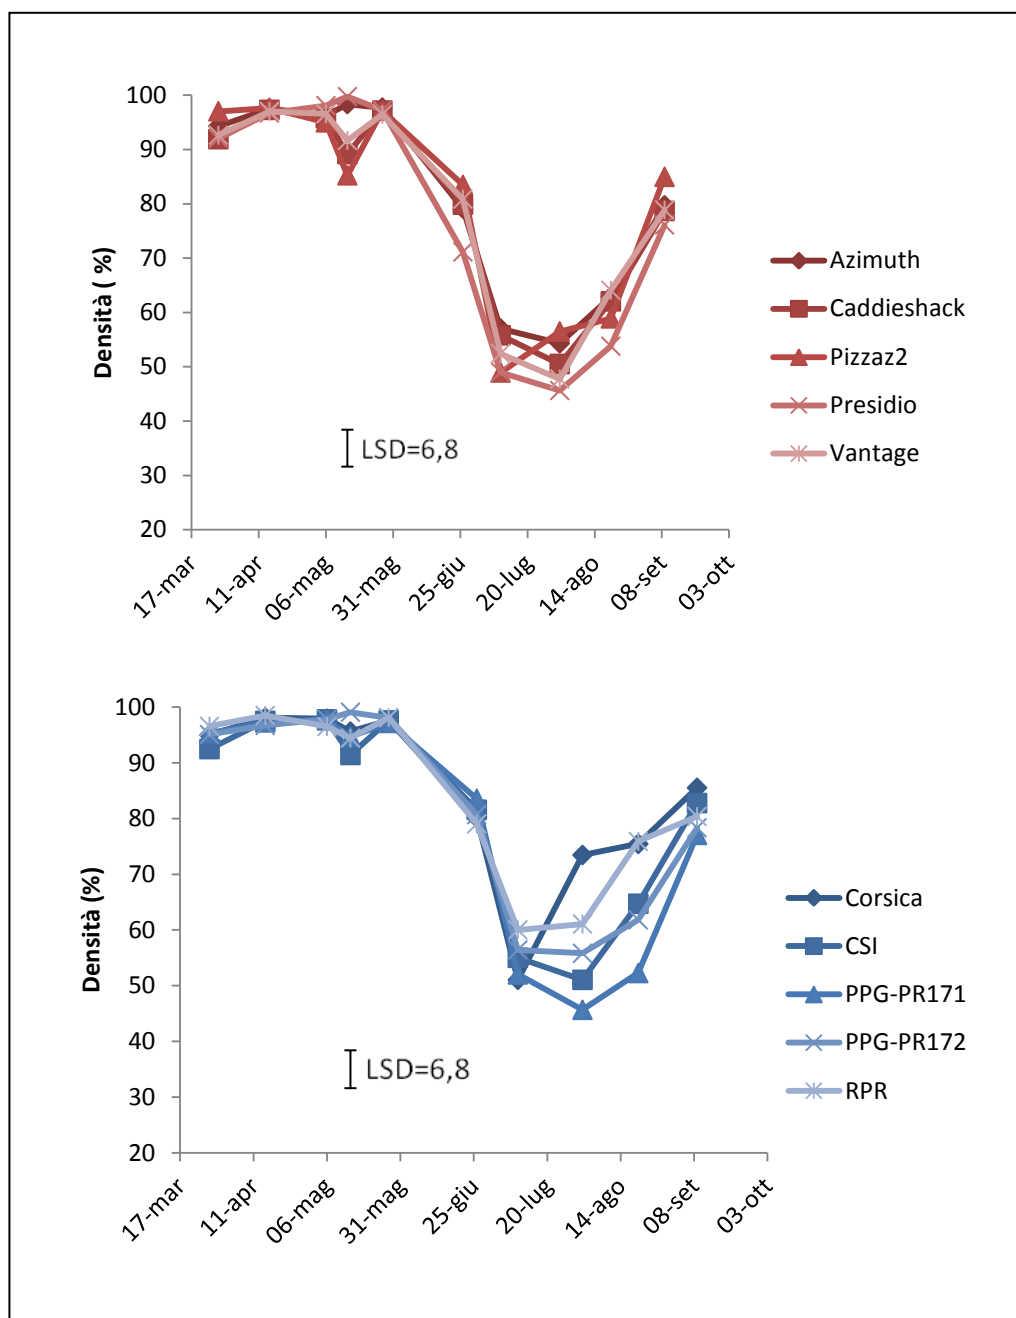 Densità ( %)
100
90
80
70
60
50
40
30
20
LSD=6,8
17-mar
11-apr
06-mag
31-mag
25-giu
20-lug
14-ago
08-set
03-ott
Azimuth
Caddieshack
Pizzaz2
Presidio
Vantage
Densità (%)
100
90
80
70
60
50
40
30
20
LSD=6,8
17-mar
11-apr
06-mag
31-mag
25-giu
20-lug
14-ago
08-set
03-ott
Corsica
CSI
PPG-PR171
PPG-PR172
RPR